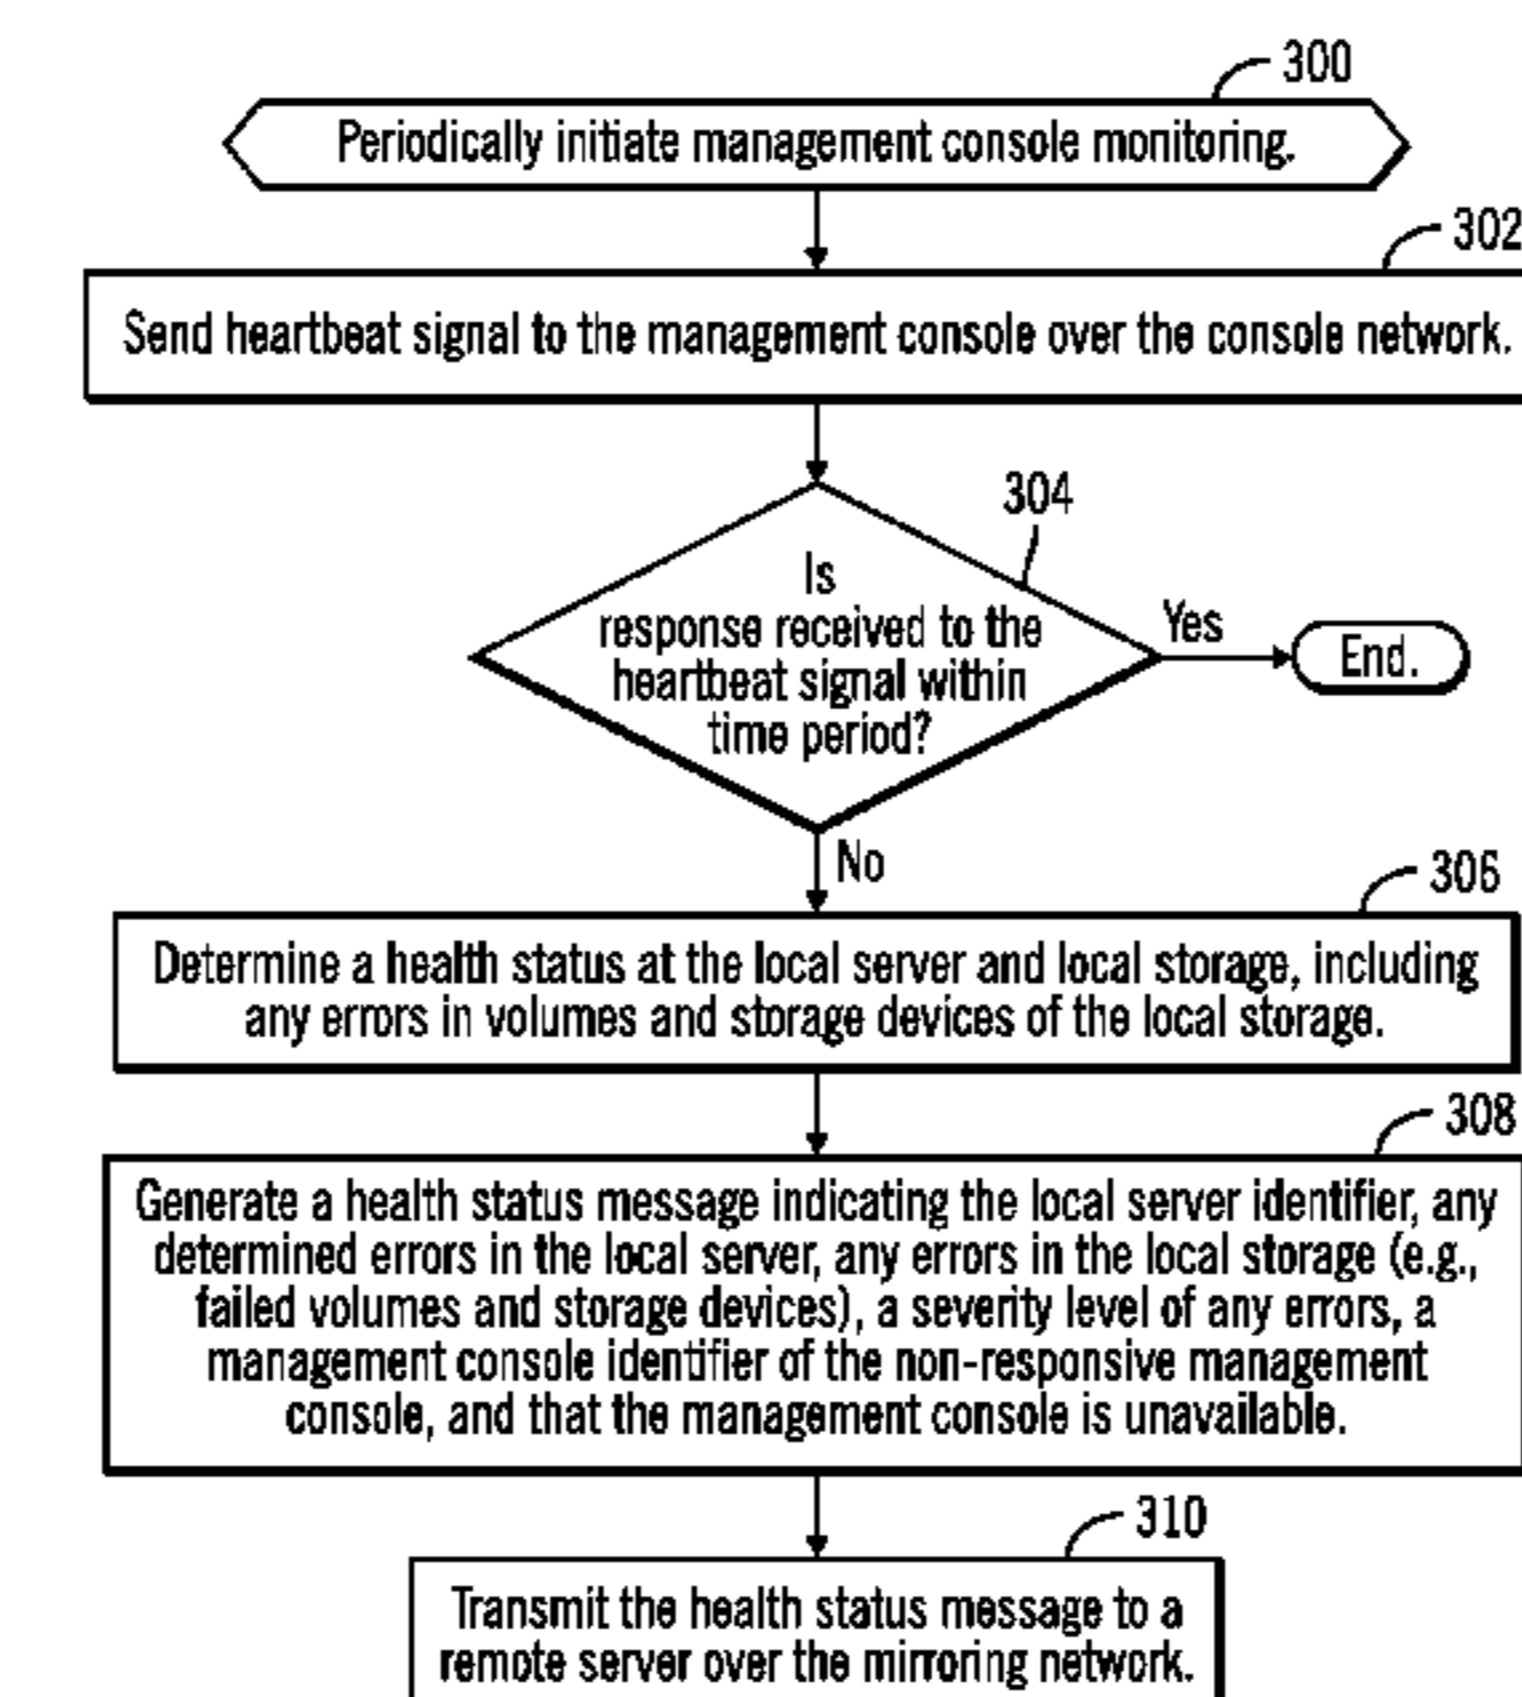 300
Periodically initiate management console monitoring.
302
Send heartbeat signal to the management console over the console network.
304
Is
response received to the
heartbeat signal within
time period?
Yes
End.
No
306
Determine a health status at the local server and local storage, including
any errors in volumes and storage devices of the local storage.
308
Generate a health status message indicating the local server identifier, any
determined errors in the local server, any errors in the local storage (e.g.,
failed volumes and storage devices), a severity level of any errors, a
management console identifier of the non-responsive management
console, and that the management console is unavailable.
310
Transmit the health status message to a
remote server over the mirroring network.